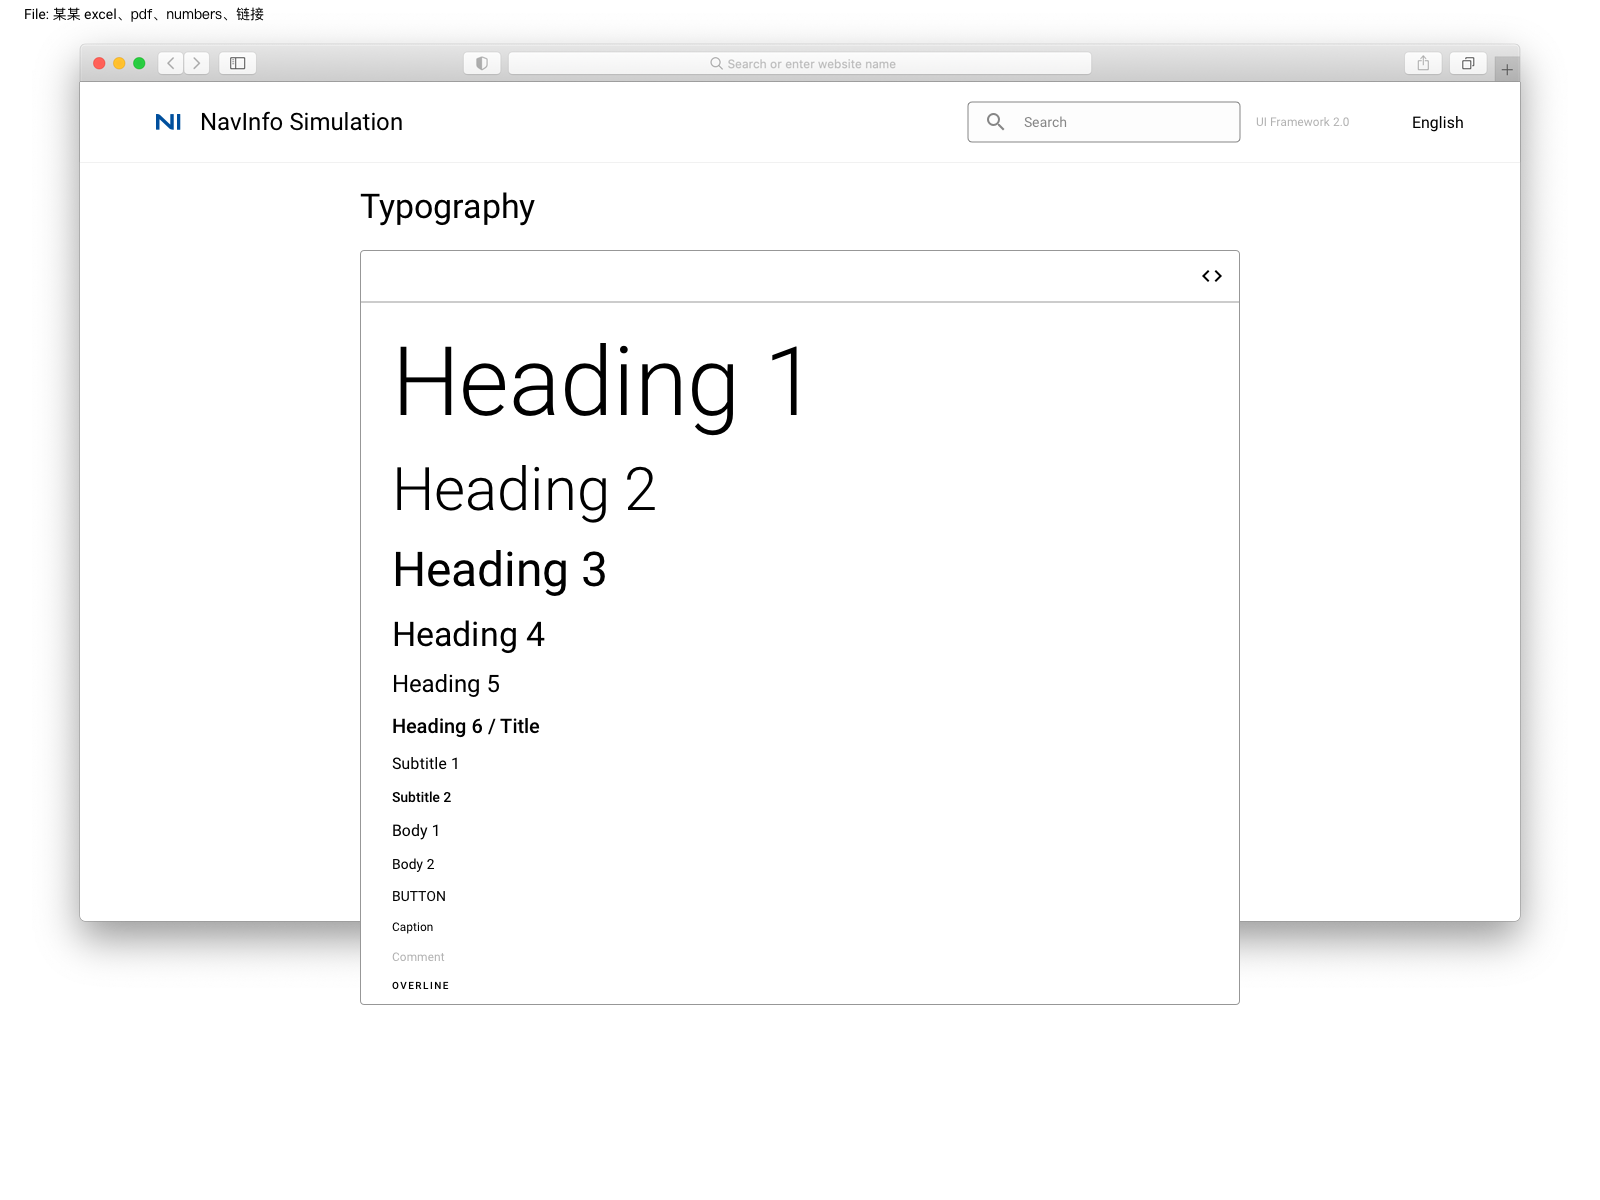 File: 某某 excel、pdf、numbers、链接
Search or enter website name
NI NavInfo Simulation
Search
UI Framework 2.0
English
Typography
Heading 1
Heading 2
Heading 3
Heading 4
Heading 5
Heading 6 / Title
Subtitle 1
Subtitle 2
Body 1
Body 2
BUTTON
Caption
Comment
OVERLINE